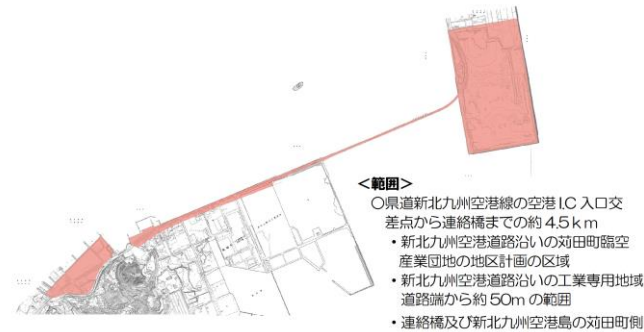 <範囲>
○県道新北九州空港線の空港I.C入口交
差点から連絡橋までの約4.5km
・新北九州空港道路沿いの苅田町臨空
産業団地の地区計画の区域
・新北九州空港道路沿いの工業専用地域
道路端から約50mの範囲
・連絡橋及び新北九州空港島の苅田町側